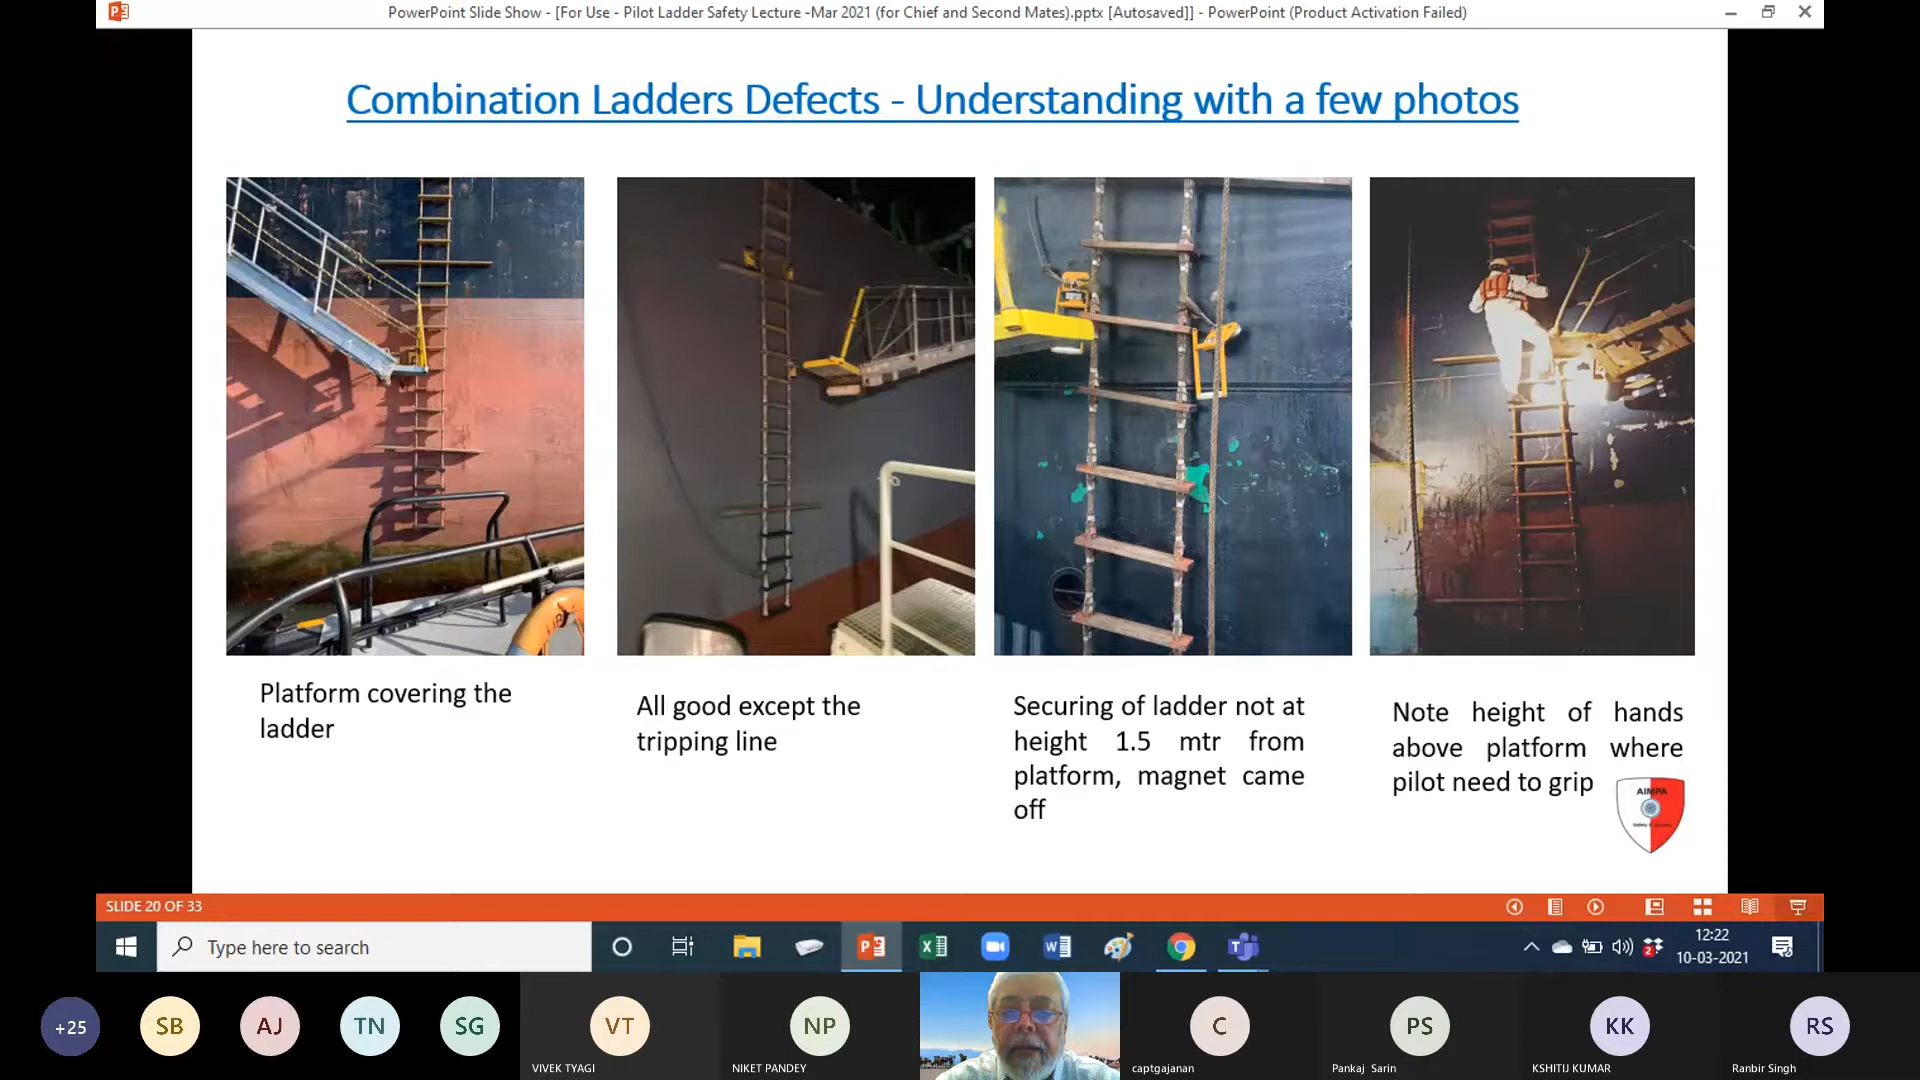 PowerPoint Slide Show - [For Use - Pilot Ladder Safety Lecture -Mar 2021 (for Chief and Second Mates).pptx [Autosaved]] - PowerPoint (Product Activation Failed)
Combination Ladders Defects - Understanding with a few photos
Platform covering the
ladder
All good except the
tripping line
Securing of ladder not at
height 1.5 mtr from
platform, magnet came
off
Note height of hands
above platform where
pilot need to grip
AIMPA
SLIDE 20 OF 33
Type here to search
12:22
10-03-2021
+25
SB
AJ
TN
SG
VT
NP
C
PS
KK
RS
VIVEK TYAGI
NIKET PANDEY
captgajanan
Pankaj Sarin
KSHITIJ KUMAR
Ranbir Singh